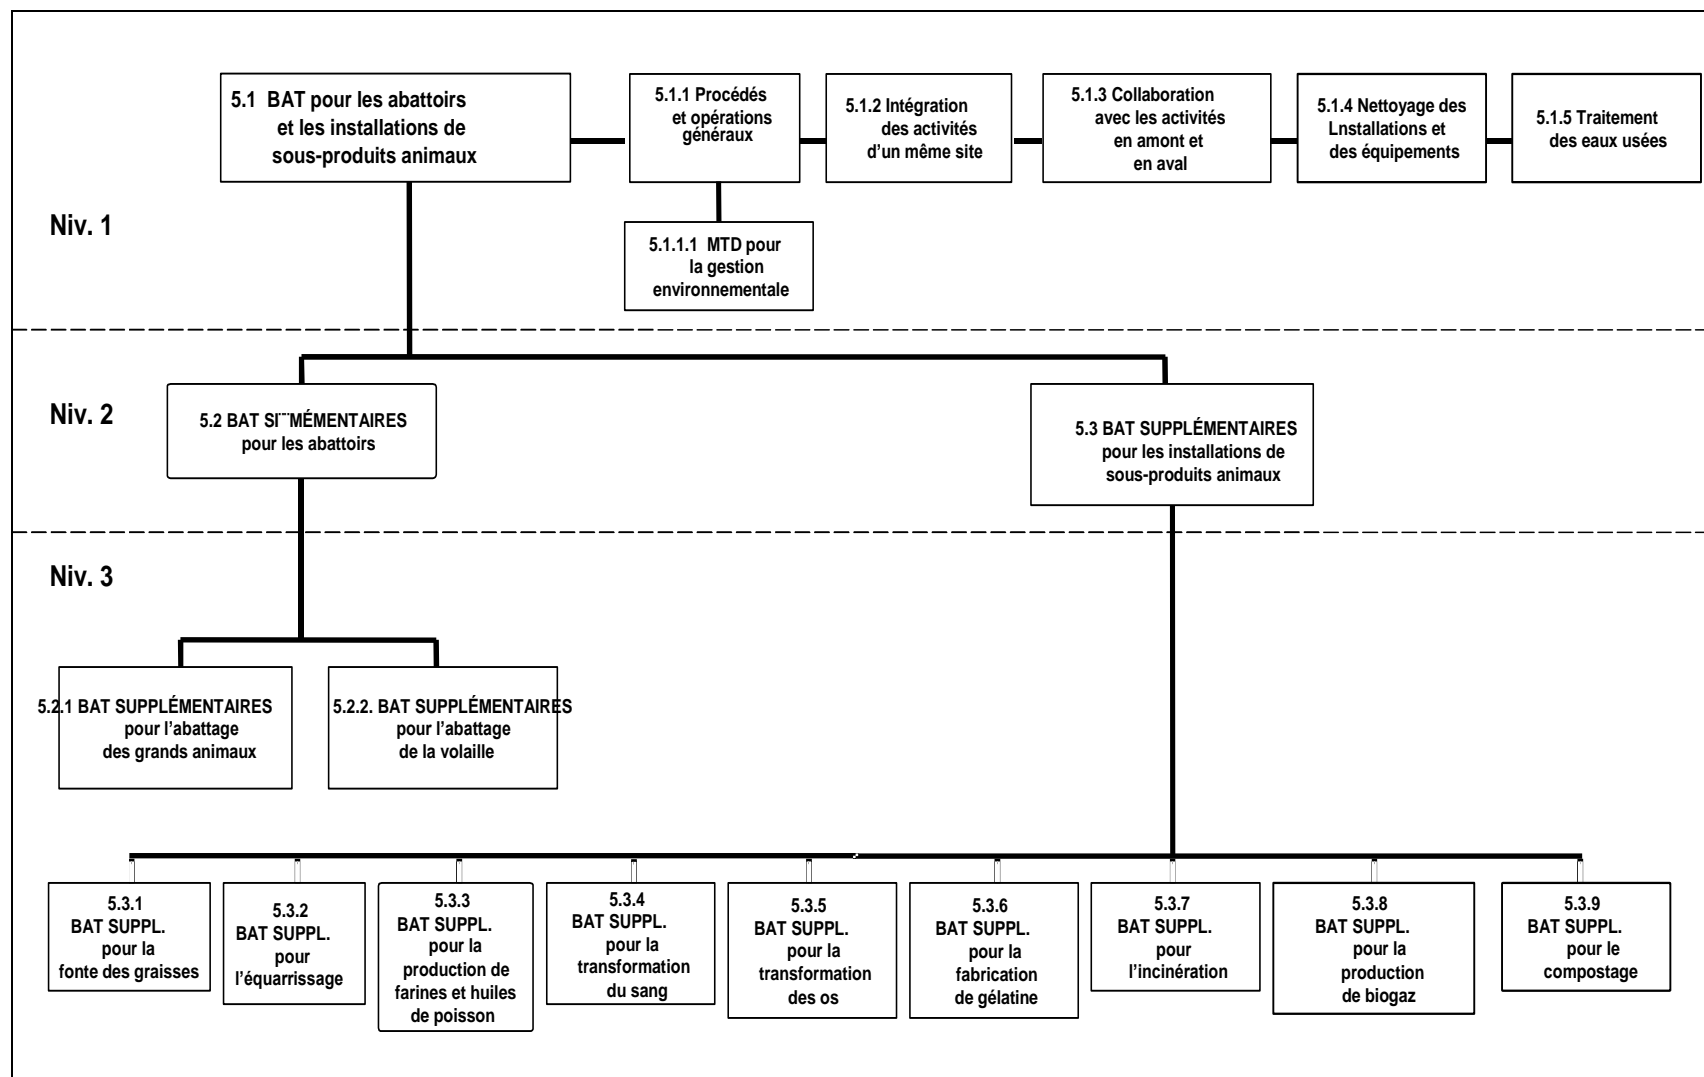 5.1 BAT pour les abattoirs
et les installations de
sous-produits animaux
5.1.1 Procédés
et opérations
généraux
5.1.2 Intégration
des activités
d'un même site
5.1.3 Collaboration
avec les activités
en amont et
en aval
5.1.4 Nettoyage des
Lnstallations et
des équipements
5.1.5 Traitement
des eaux usées
Niv. 1
5.1.1.1 MTD pour
la gestion
environnementale
Niv. 2
5.2 BAT
pour les abattoirs
5.3 BAT SUPPLÉMENTAIRES
pour les installations de
sous-produits animaux
Niv. 3
5.2.1 BAT SUPPLÉMENTAIRES
pour l'abattage
des grands animaux
5.2.2. BAT SUPPLÉMENTAIRES
pour l'abattage
de la volaille
5.3.1
BAT SUPPL.
pour la
fonte des graisses
5.3.2
BAT SUPPL.
pour
l'équarrissage
5.3.3
BAT SUPPL.
pour la
production de
farines et huiles
de poisson
5.3.4
BAT SUPPL.
pour la
transformation
du sang
5.3.5
BAT SUPPL.
pour la
transformation
des os
5.3.6
BAT SUPPL.
pour la
fabrication
de gélatine
5.3.7
BAT SUPPL.
pour
l'incinération
5.3.8
BAT SUPPL.
pour la
production
de biogaz
5.3.9
BAT SUPPL.
pour le
compostage